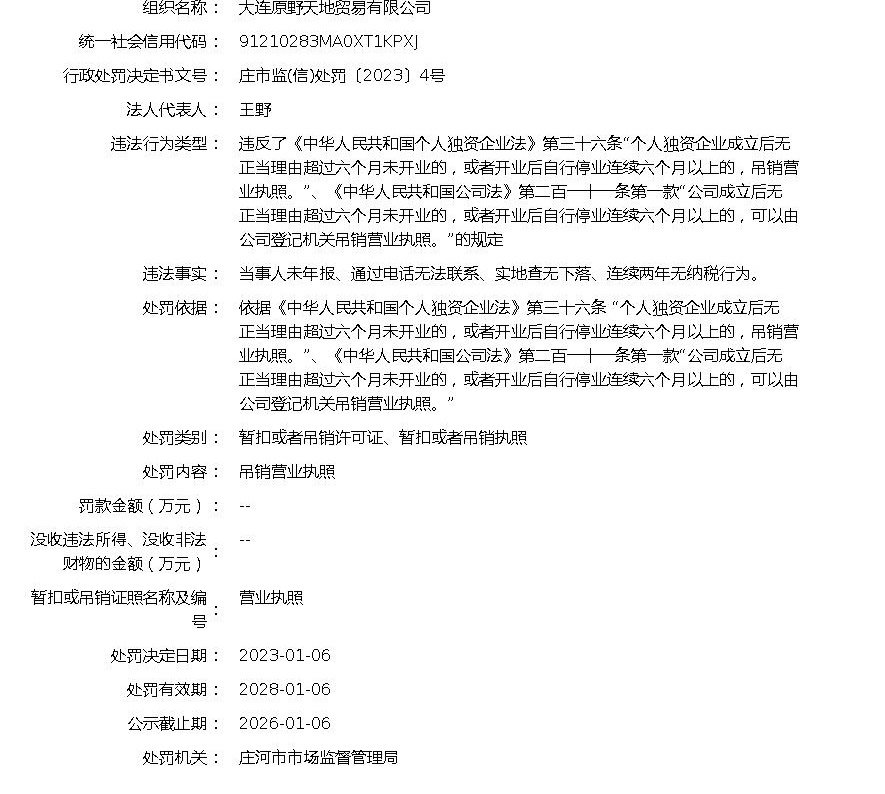 组织名称： 大连原野天地贸易有限公司
统一社会信用代码： 91210283MA0XT1KPXJ
行政处罚决定书文号： 庄市监(信)处罚〔2023〕4号
法人代表人： 王野
违法行为类型： 违反了《中华人民共和国个人独资企业法》第三十六条“个人独资企业成立后无
正当理由超过六个月未开业的，或者开业后自行停业连续六个月以上的，吊销营
业执照。”、《中华人民共和国公司法》第二百一十一条第一款“公司成立后无
正当理由超过六个月未开业的，或者开业后自行停业连续六个月以上的，可以由
公司登记机关吊销营业执照。”的规定
违法事实： 当事人未年报、通过电话无法联系、实地查无下落、连续两年无纳税行为。
处罚依据： 依据《中华人民共和国个人独资企业法》第三十六条 “个人独资企业成立后无
正当理由超过六个月未开业的，或者开业后自行停业连续六个月以上的，吊销营
业执照。”、《中华人民共和国公司法》第二百一十一条第一款“公司成立后无
正当理由超过六个月未开业的，或者开业后自行停业连续六个月以上的，可以由
公司登记机关吊销营业执照。”
处罚类别： 暂扣或者吊销许可证、暂扣或者吊销执照
处罚内容： 吊销营业执照
罚款金额（万元）： --
没收违法所得、没收非法
财物的金额（万元）： --
暂扣或吊销证照名称及编
号： 营业执照
处罚决定日期： 2023-01-06
处罚有效期： 2028-01-06
公示截止期： 2026-01-06
处罚机关： 庄河市市场监督管理局